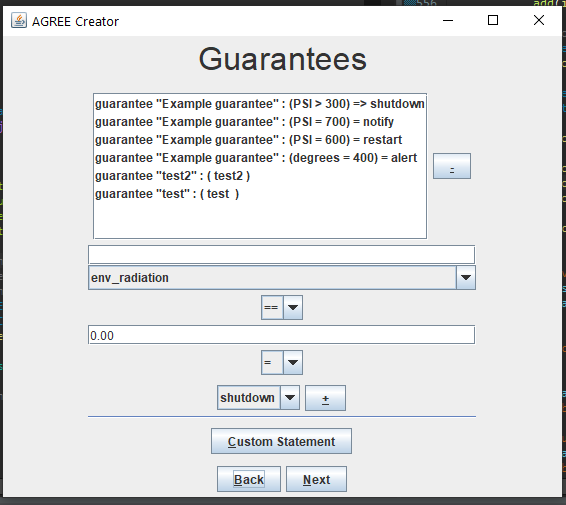 556
add(
AGREE Creator
Guarantees
guarantee "Example guarantee" : (PSI > 300) => shutdown
guarantee "Example guarantee" : (PSI = 700) = notify
guarantee "Example guarantee" : (PSI = 600) = restart
guarantee "Example guarantee" : (degrees = 400) = alert
guarantee "test2" : ( test2 )
guarantee "test" : ( test  )
-
env_radiation
==
0.00
=
shutdown
+
Custom Statement
Back Next